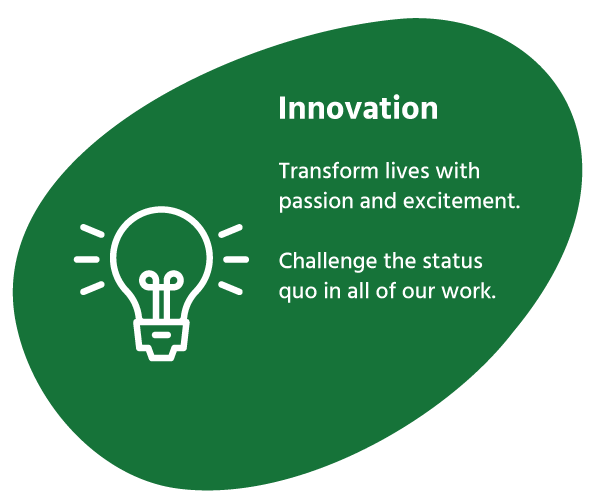 Innovation
Transform lives with
passion and excitement.
Challenge the status
quo in all of our work.